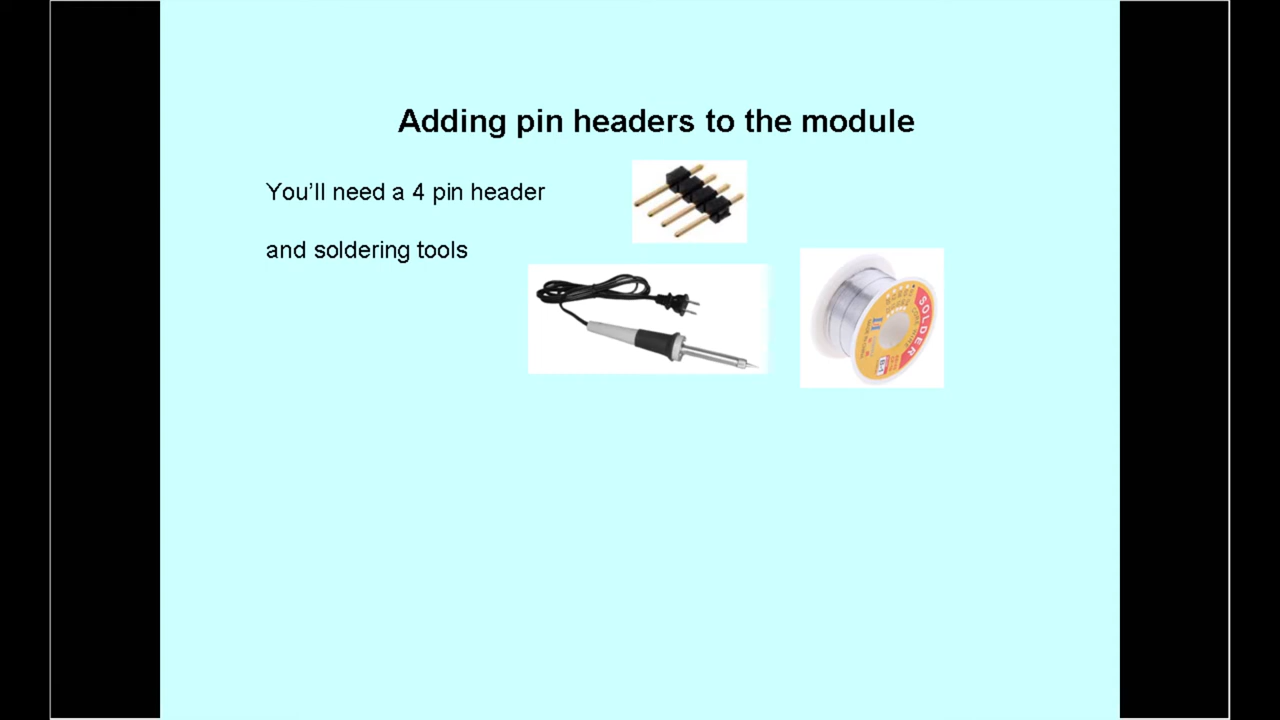 Adding pin headers to the module
You'll need a 4 pin header
and soldering tools
SOLDER